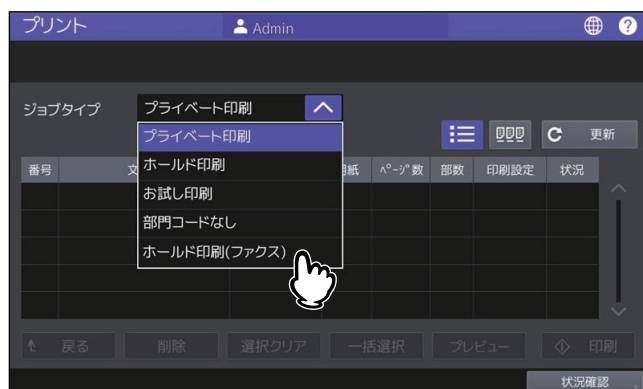 プリント Admin ?
ジョブタイプ プライベート印刷
プライベート印刷
更新
ホールド印刷
番号 文 用紙 ページ数 部数 印刷設定 状況
お試し印刷
部門コードなし
ホールド印刷(ファクス)
戻る 削除 選択クリア 一括選択 プレビュー 印刷
状況確認